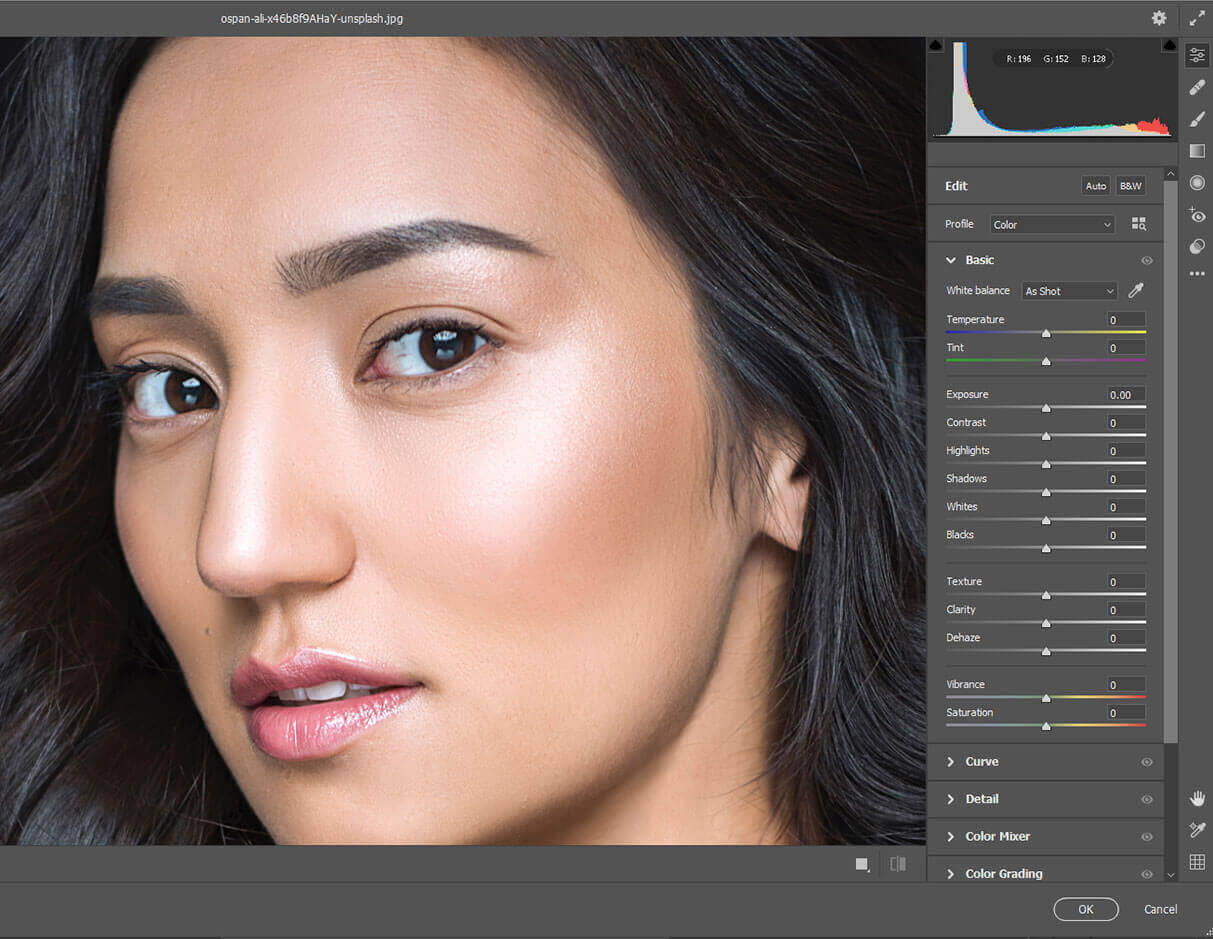 ospan-ali-x46b8f9AHaY-unsplash.jpg
R: 196 G: 152 B: 128
Edit Auto B&W
Profile Color
Basic
White balance As Shot
Temperature 0
Tint 0
Exposure 0.00
Contrast 0
Highlights 0
Shadows 0
Whites 0
Blacks 0
Texture 0
Clarity 0
Dehaze 0
Vibrance 0
Saturation 0
Curve
Detail
Color Mixer
Color Grading
OK Cancel